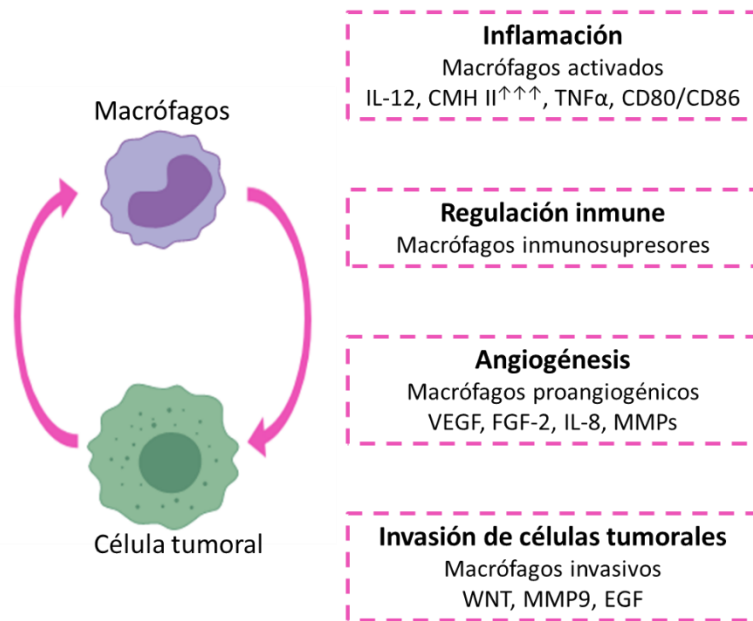 Macrófagos
Célula tumoral
Inflamación
Macrófagos activados
IL-12, CMH II↑↑↑, TNFα, CD80/CD86
Regulación inmune
Macrófagos inmunosupresores
Angiogénesis
Macrófagos proangiogénicos
VEGF, FGF-2, IL-8, MMPs
Invasión de células tumorales
Macrófagos invasivos
WNT, MMP9, EGF